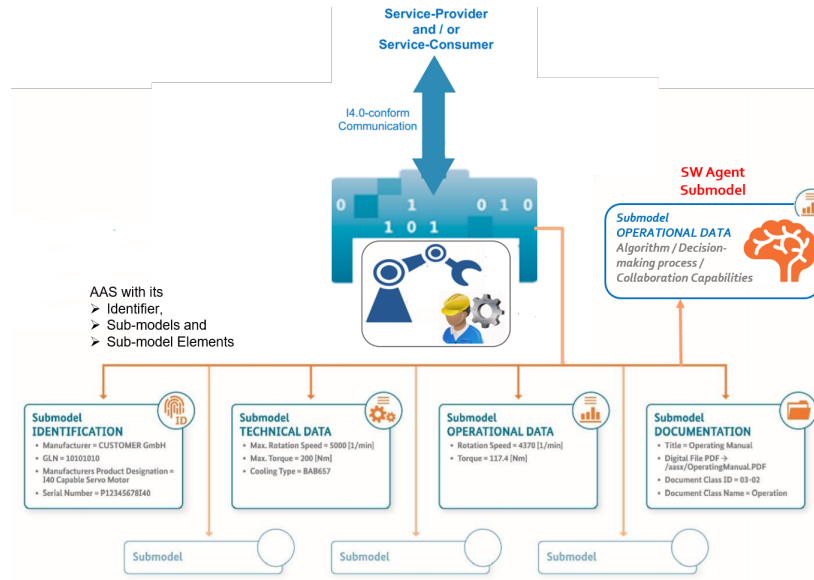 Service-Provider
and / or
Service-Consumer
I4.0-conform
Communication
0 1 0 1 0
1 0 1
SW Agent
Submodel
Submodel
OPERATIONAL DATA
Algorithm / Decision-
making process /
Collaboration Capabilities
AAS with its
➢ Identifier,
➢ Sub-models and
➢ Sub-model Elements
Submodel
IDENTIFICATION
ID
• Manufacturer = CUSTOMER GmbH
• GLN = 10101010
• Manufacturers Product Designation =
I40 Capable Servo Motor
• Serial Number = P12345678I40
Submodel
TECHNICAL DATA
• Max. Rotation Speed = 5000 [1/min]
• Max. Torque = 200 [Nm]
• Cooling Type = BAB657
Submodel
OPERATIONAL DATA
• Rotation Speed = 4370 [1/min]
• Torque = 117.4 [Nm]
Submodel
DOCUMENTATION
• Title = Operating Manual
• Digital File PDF →
/aasx/OperatingManual.PDF
• Document Class ID = 03-02
• Document Class Name = Operation
Submodel
Submodel
Submodel